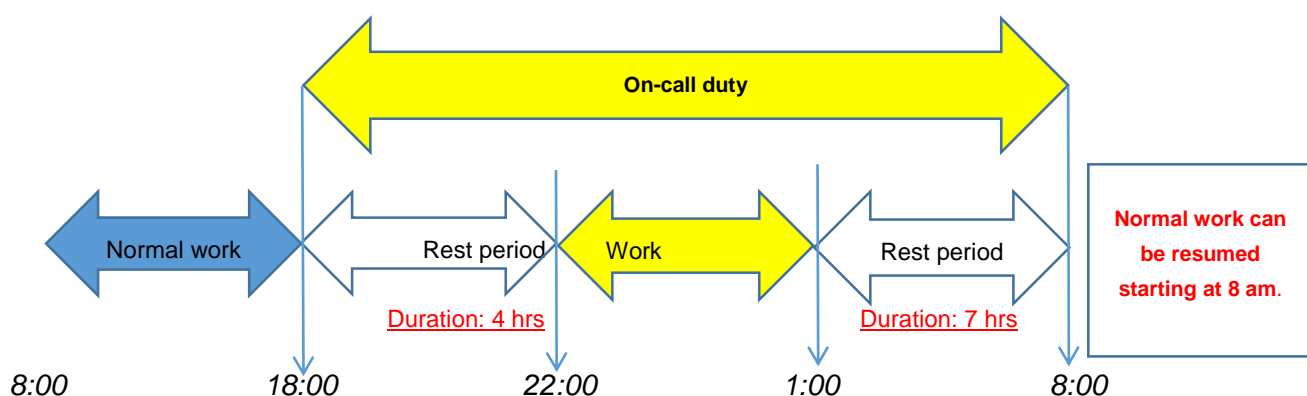 On-call duty
Normal work
Rest period
Work
Rest period
Duration: 4 hrs
Duration: 7 hrs
Normal work can
be resumed
starting at 8 am.
8:00
18:00
22:00
1:00
8:00